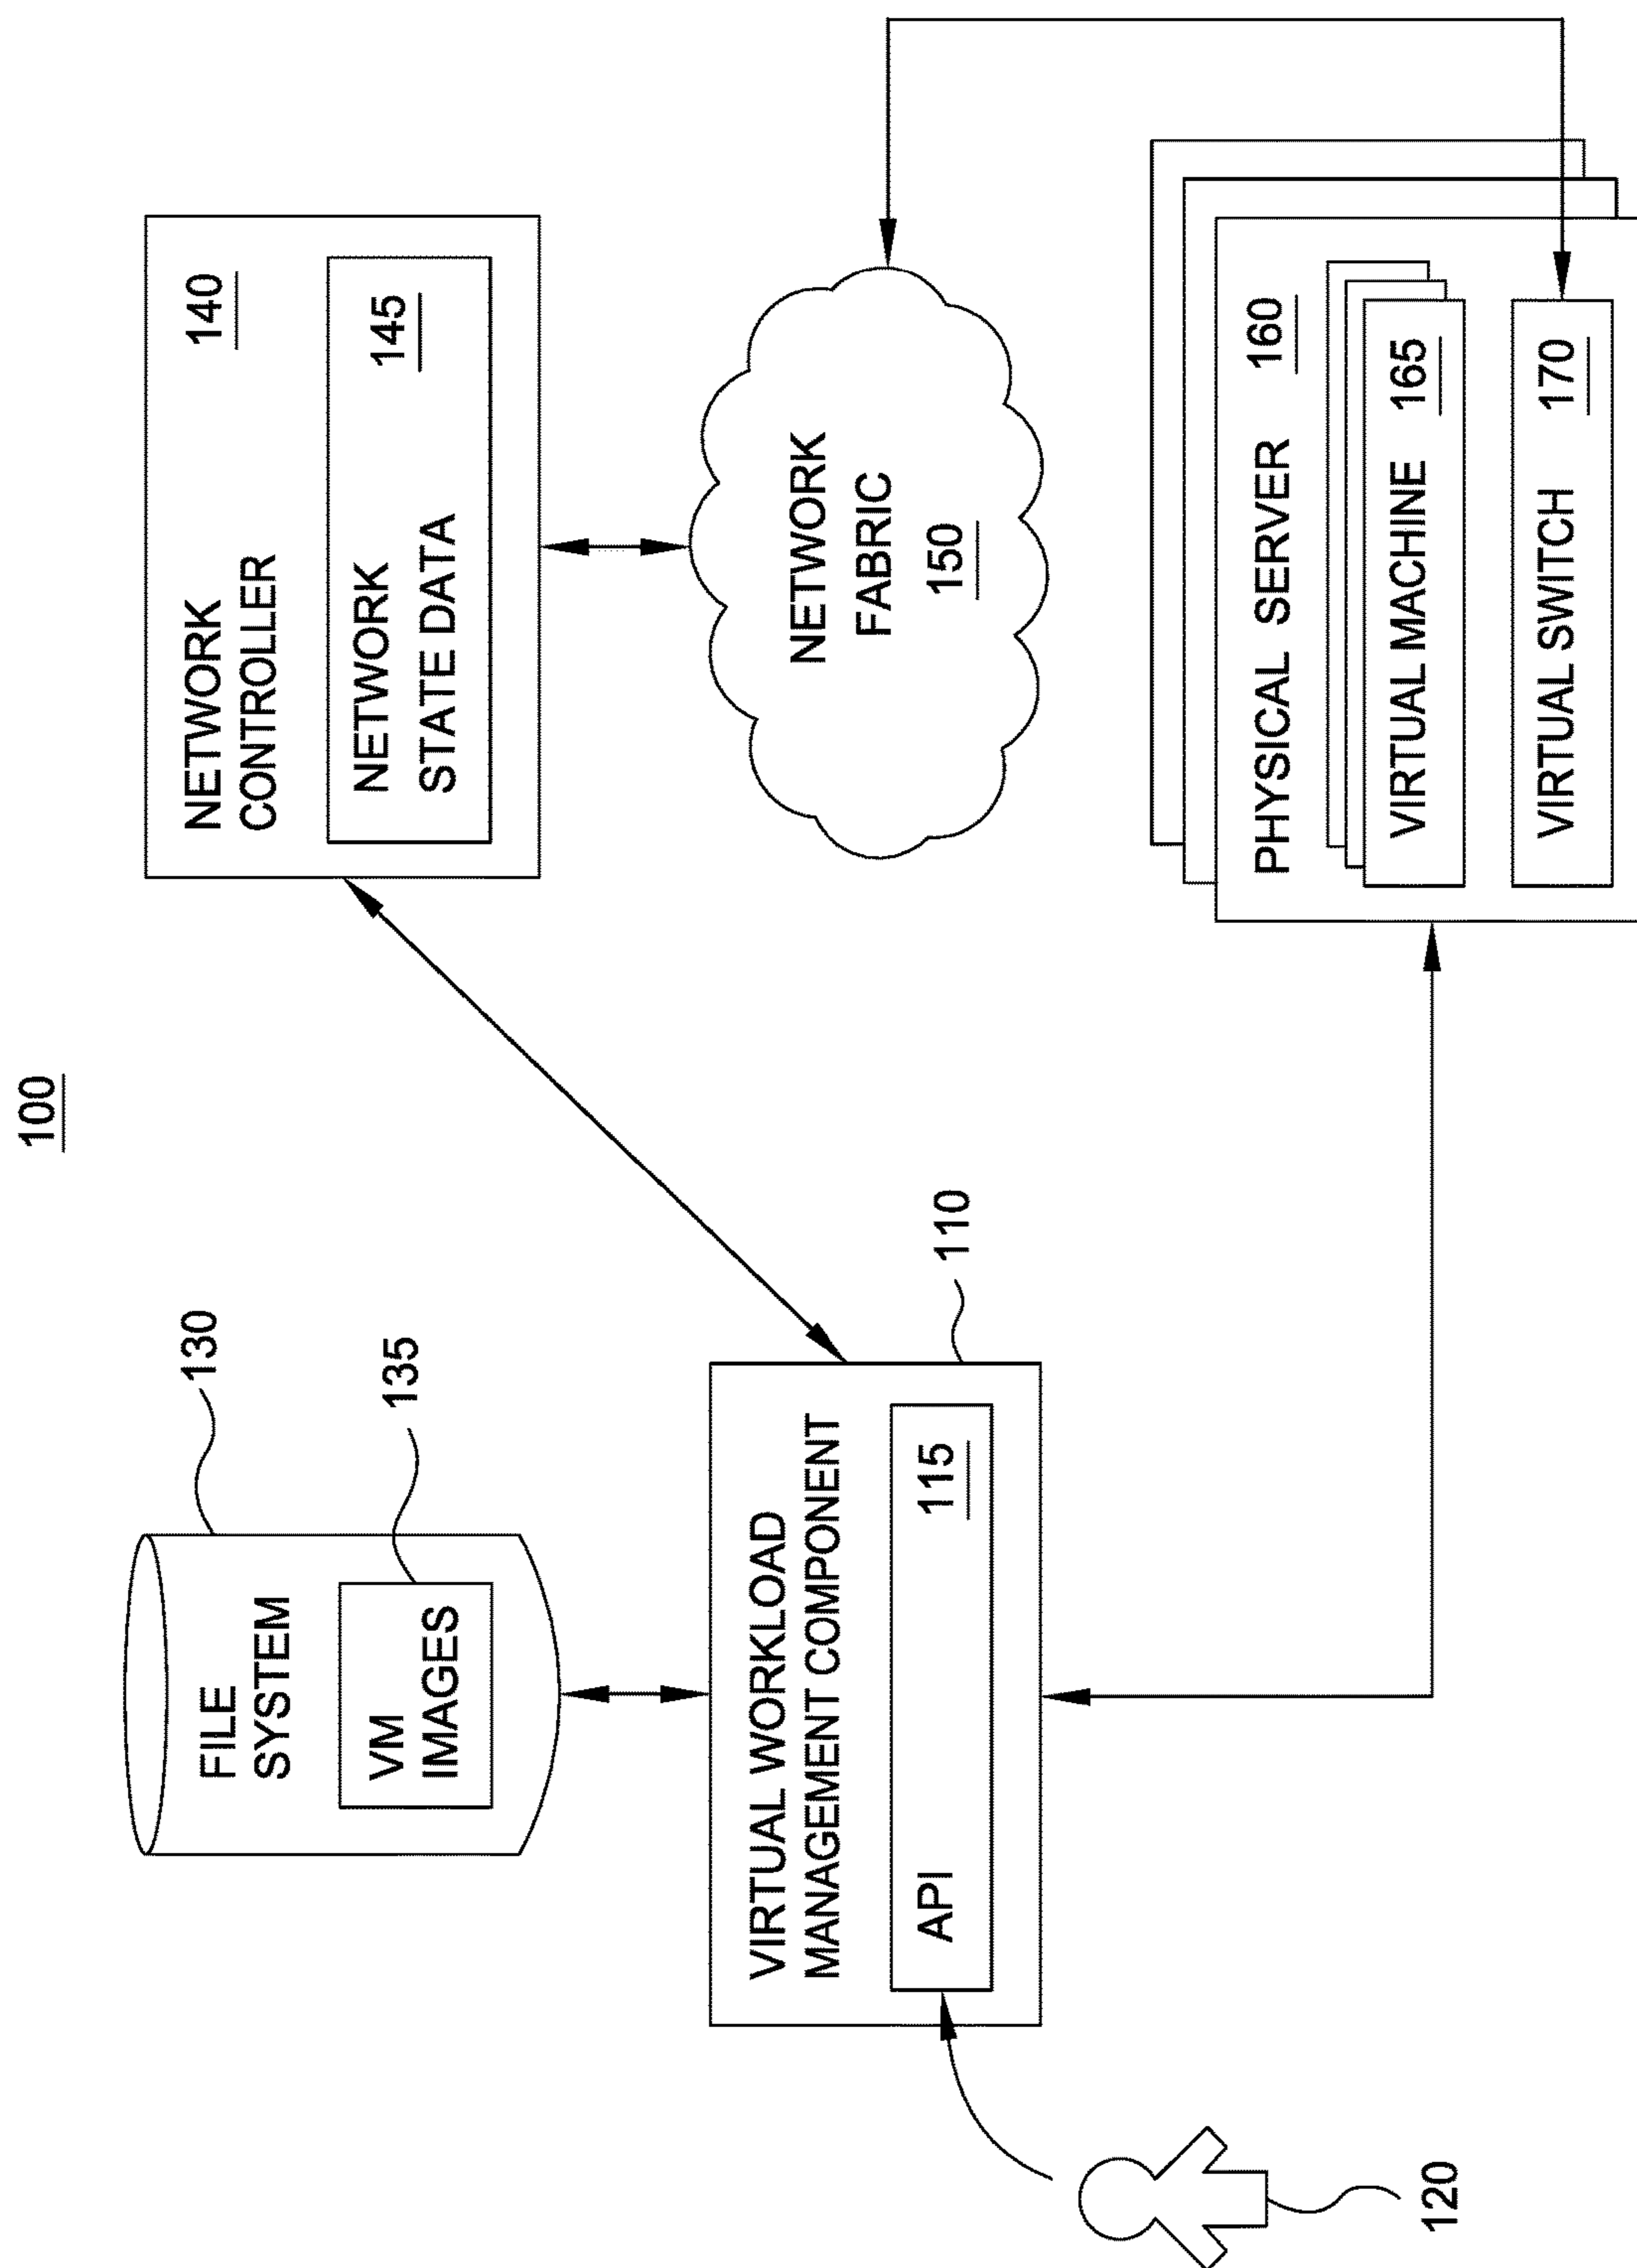 100
FILE
SYSTEM
130
VM
IMAGES
135
VIRTUAL WORKLOAD
MANAGEMENT COMPONENT
110
API 115
120
NETWORK
CONTROLLER
140
NETWORK
STATE DATA
145
NETWORK
FABRIC
150
PHYSICAL SERVER 160
VIRTUAL MACHINE 165
VIRTUAL SWITCH 170